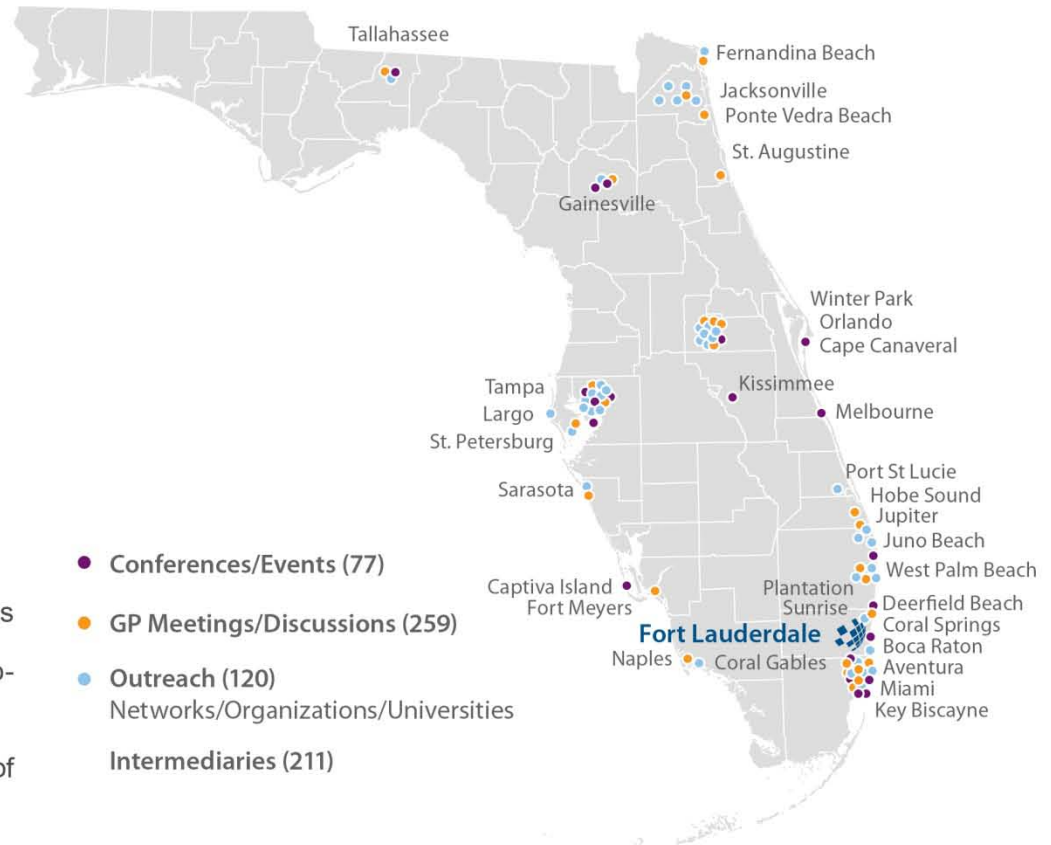 Tallahassee
Fernandina Beach
Jacksonville
Ponte Vedra Beach
St. Augustine
Gainesville
Winter Park
Orlando
Cape Canaveral
Kissimmee
Melbourne
Tampa
Largo
St. Petersburg
Sarasota
Port St Lucie
Hobe Sound
Jupiter
Juno Beach
West Palm Beach
Captiva Island
Fort Meyers
Plantation
Sunrise
Deerfield Beach
Coral Springs
Fort Lauderdale
Boca Raton
Naples
Coral Gables
Aventura
Miami
Key Biscayne
Conferences/Events (77)
GP Meetings/Discussions (259)
Outreach (120)
Networks/Organizations/Universities
Intermediaries (211)
s
o-
of